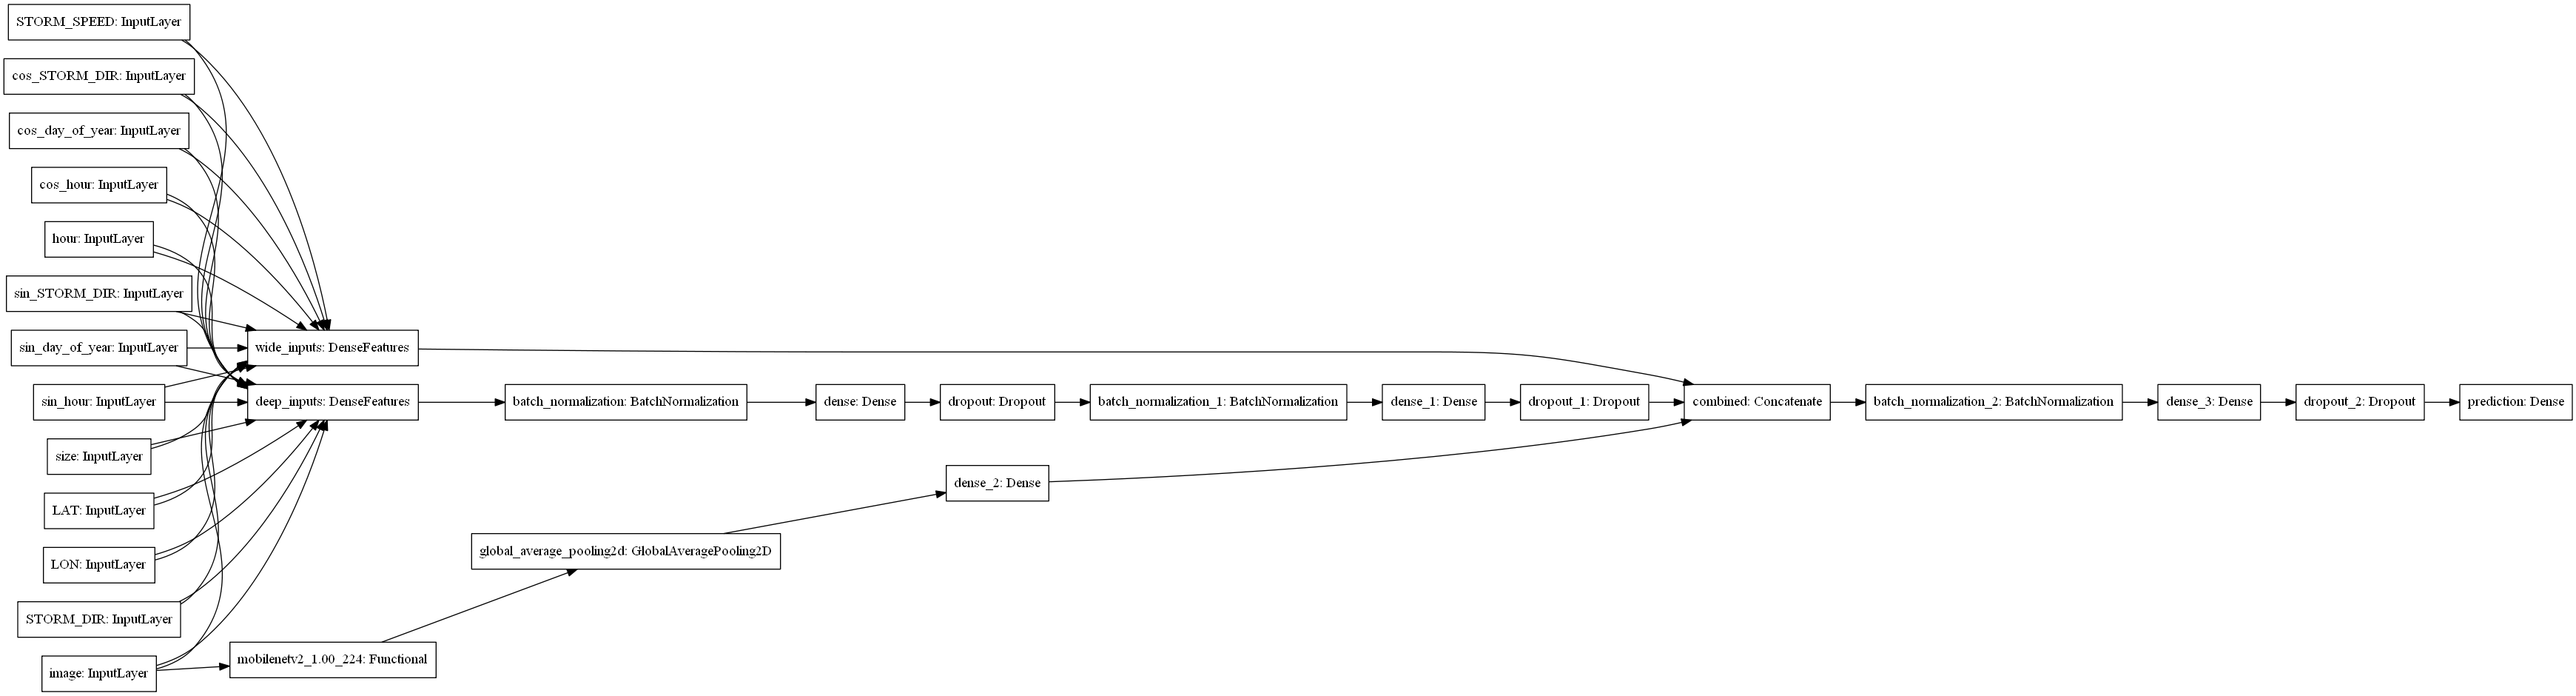 STORM_SPEED: InputLayer
cos_STORM_DIR: InputLayer
cos_day_of_year: InputLayer
cos_hour: InputLayer
hour: InputLayer
sin_STORM_DIR: InputLayer
sin_day_of_year: InputLayer
sin_hour: InputLayer
size: InputLayer
LAT: InputLayer
LON: InputLayer
STORM_DIR: InputLayer
image: InputLayer
wide_inputs: DenseFeatures
deep_inputs: DenseFeatures
mobilenetv2_1.00_224: Functional
batch_normalization: BatchNormalization
global_average_pooling2d: GlobalAveragePooling2D
dense: Dense
dropout: Dropout
dense_2: Dense
batch_normalization_1: BatchNormalization
dense_1: Dense
dropout_1: Dropout
combined: Concatenate
batch_normalization_2: BatchNormalization
dense_3: Dense
dropout_2: Dropout
prediction: Dense